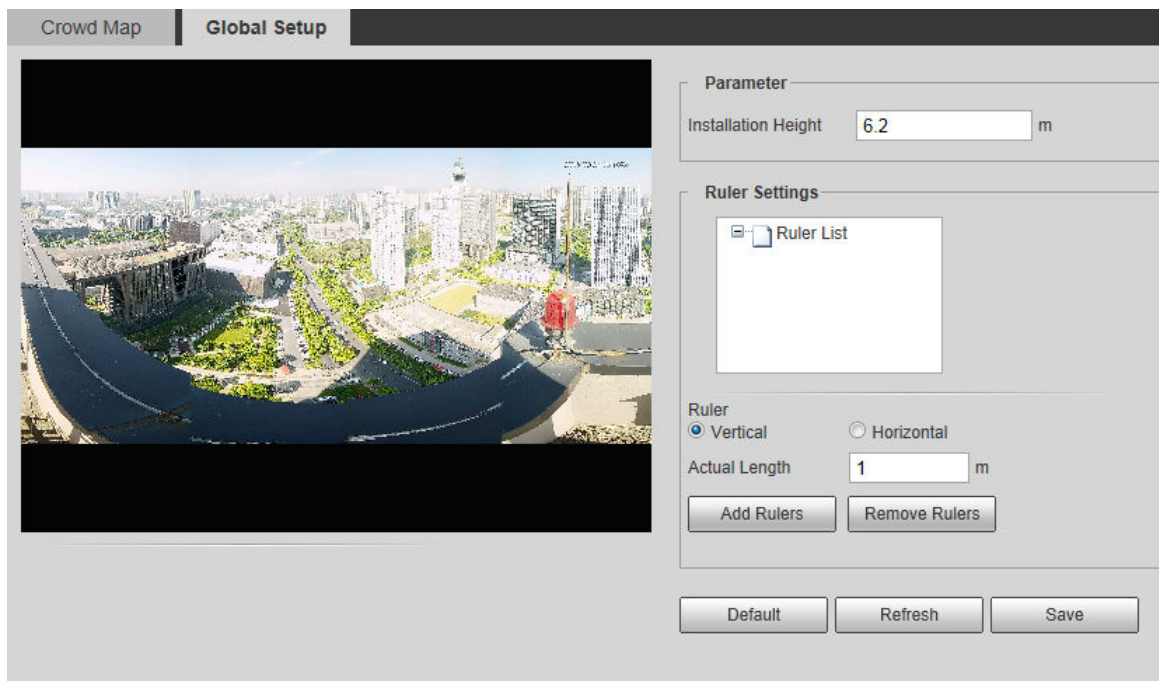 Crowd Map
Global Setup
Parameter
Installation Height 6.2 m
Ruler Settings
Ruler List
Ruler
Vertical Horizontal
Actual Length 1 m
Add Rulers Remove Rulers
Default Refresh Save